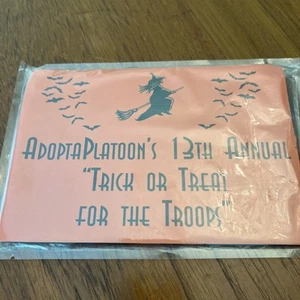 AdoptaPlatoon's 13th Annual
"Trick or Treat
for the Troops"